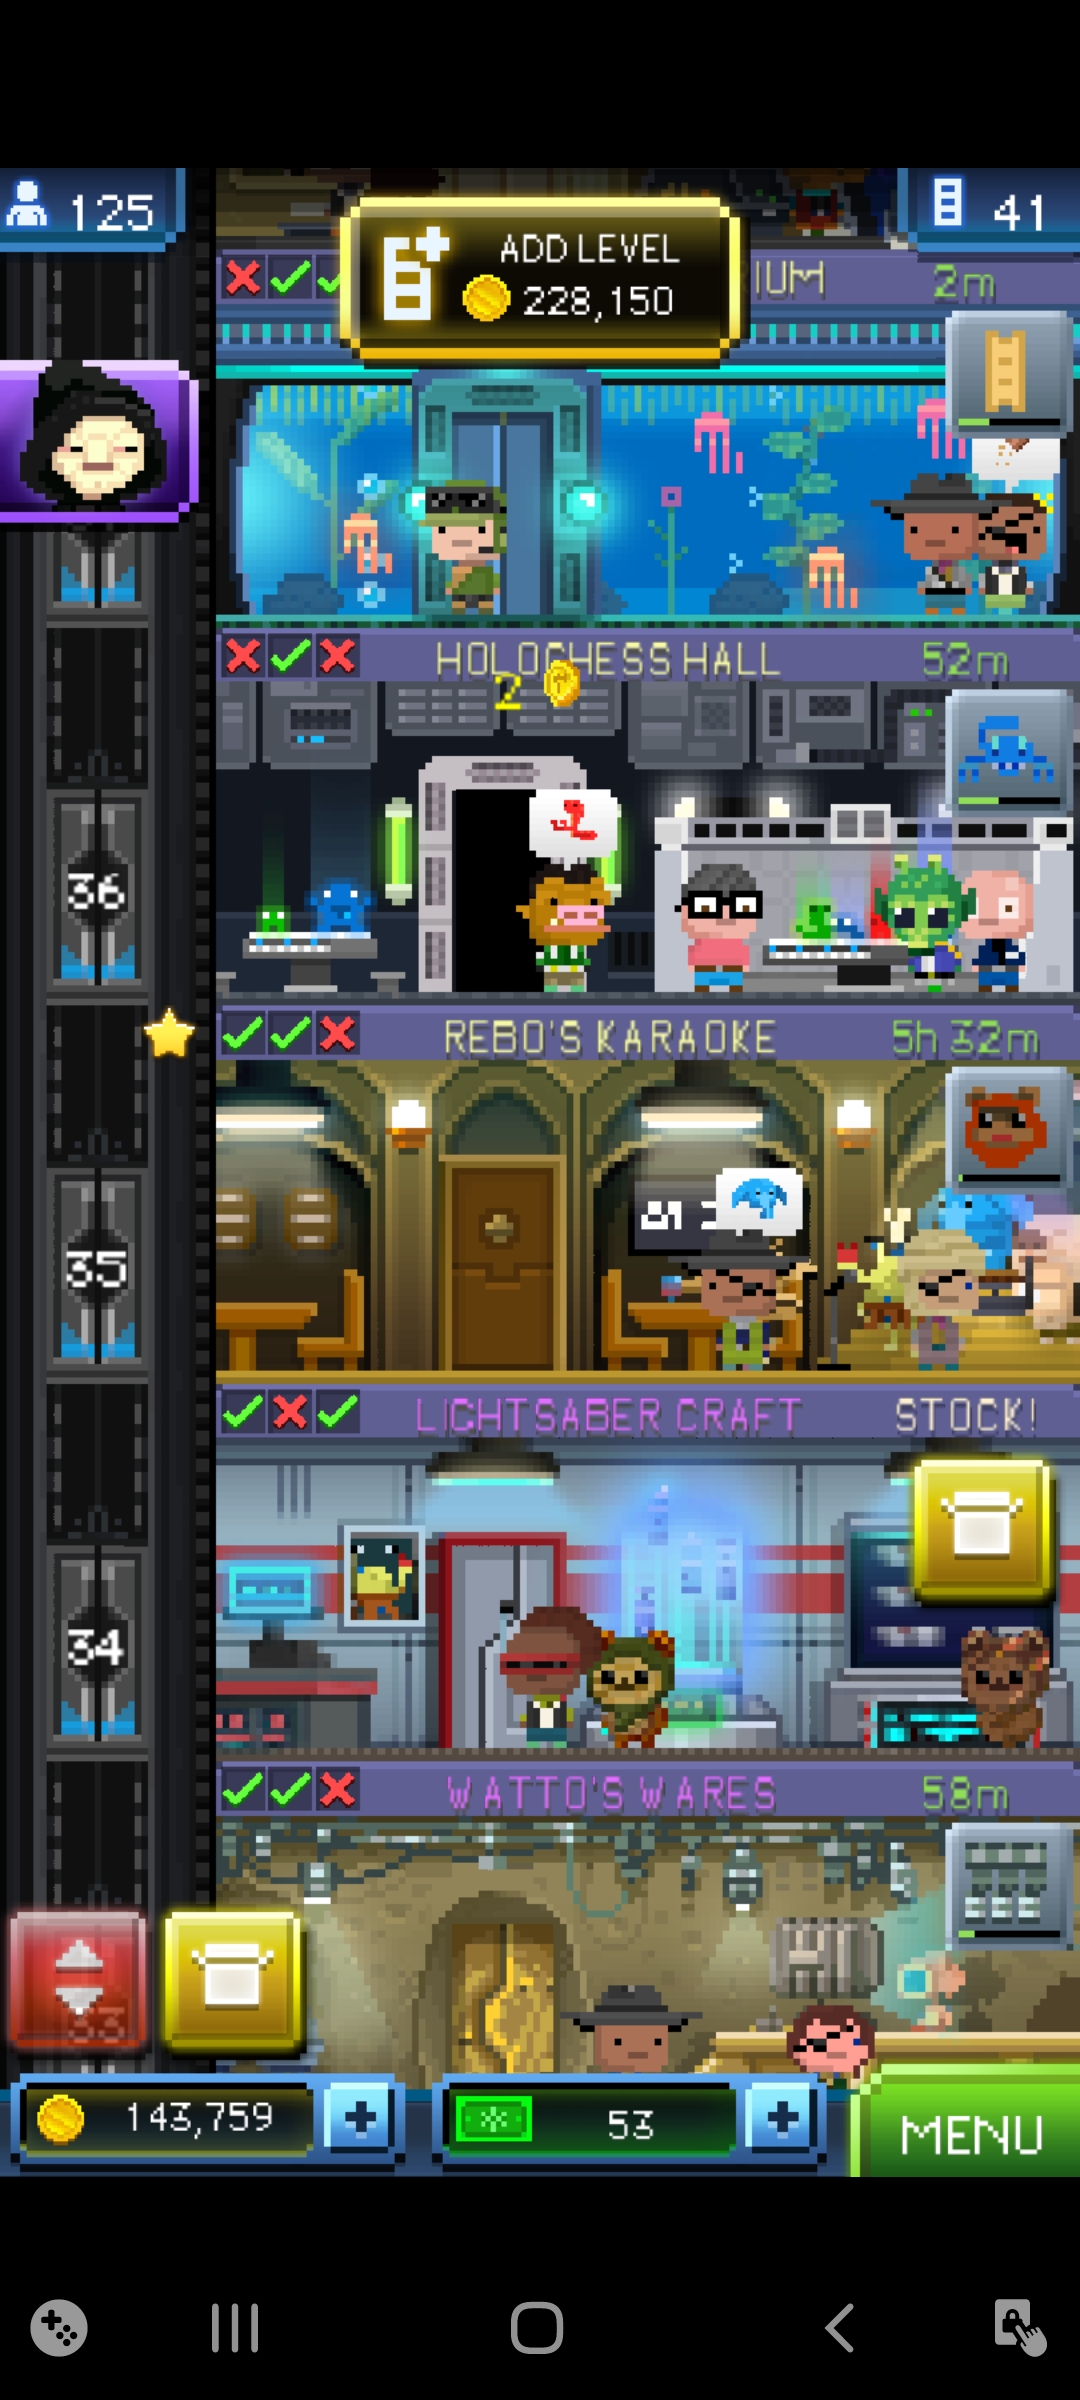 125
ADD LEVEL
228,150
41
IUM 2m
HOLOCHESS HALL 52m
2
36
REBO'S KARAOKE 5h 32m
35
LIGHTSABER CRAFT STOCK!
34
WATTO'S WARES 58m
33
143,759
53
MENU